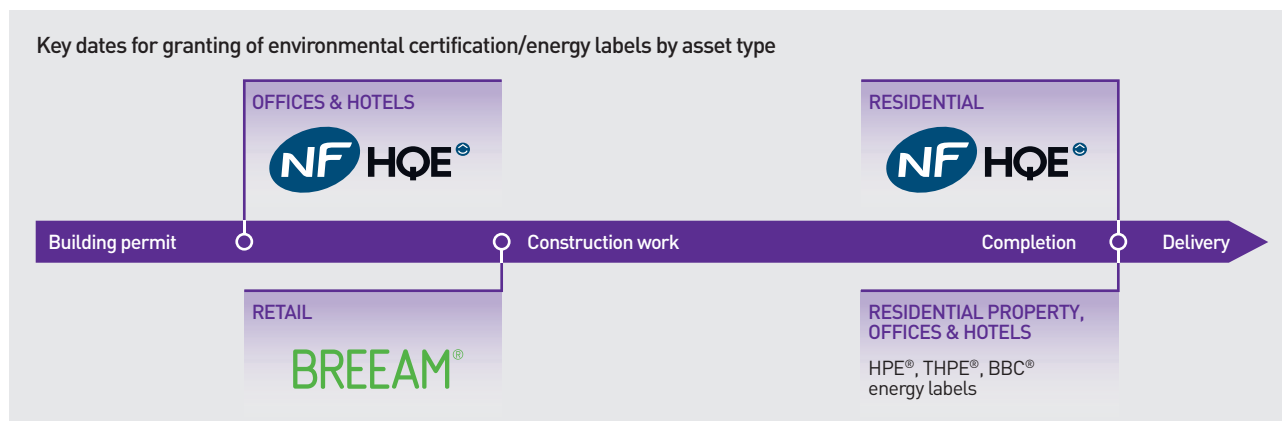 Key dates for granting of environmental certification/energy labels by asset type
OFFICES & HOTELS
NF HQE
RESIDENTIAL
NF HQE
Building permit
Construction work
Completion
Delivery
RETAIL
BREEAM®
RESIDENTIAL PROPERTY,
OFFICES & HOTELS
HPE®, THPE®, BBC®
energy labels